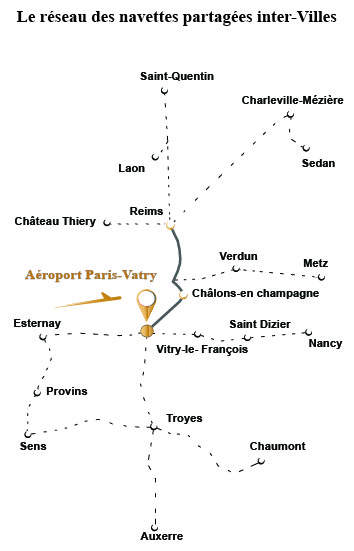 Le réseau des navettes partagées inter-Villes
Saint-Quentin
Charleville-Mézière
Laon
Sedan
Reims
Château Thiery
Verdun
Metz
Aéroport Paris-Vatry
Châlons-en champagne
Esternay
Saint Dizier
Vitry-le- François
Nancy
Provins
Troyes
Sens
Chaumont
Auxerre